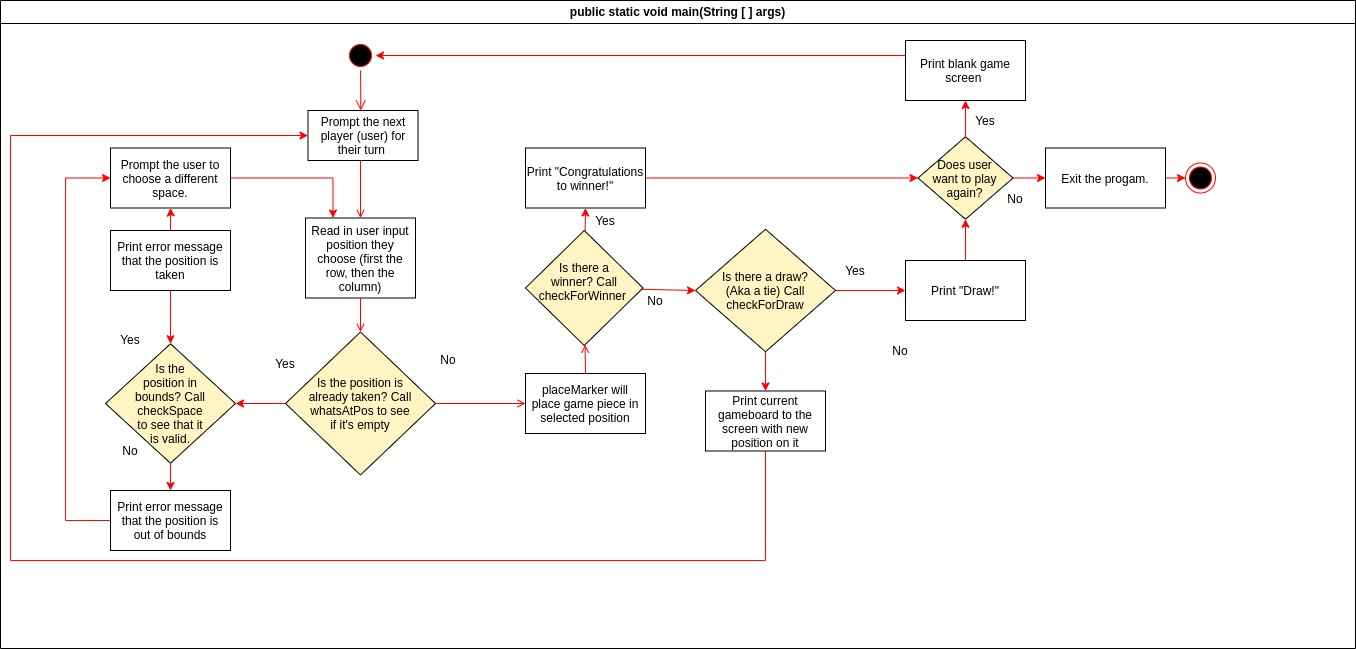 public static void main(String [ ] args)
Print blank game
screen
Prompt the next
player (user) for
their turn
Yes
Prompt the user to
choose a different
space.
Print "Congratulations
to winner!"
Does user
want to play
again?
Exit the progam.
No
Read in user input
position they
choose (first the
row, then the
column)
Yes
Print error message
that the position is
taken
Is there a
winner? Call
checkForWinner
No
Is there a draw?
(Aka a tie) Call
checkForDraw
Yes
Print "Draw!"
Yes
Is the
position in
bounds? Call
checkSpace
to see that it
is valid.
No
Yes
Is the position is
already taken? Call
whatsAtPos to see
if it's empty
No
placeMarker will
place game piece in
selected position
No
Print current
gameboard to the
screen with new
position on it
Print error message
that the position is
out of bounds